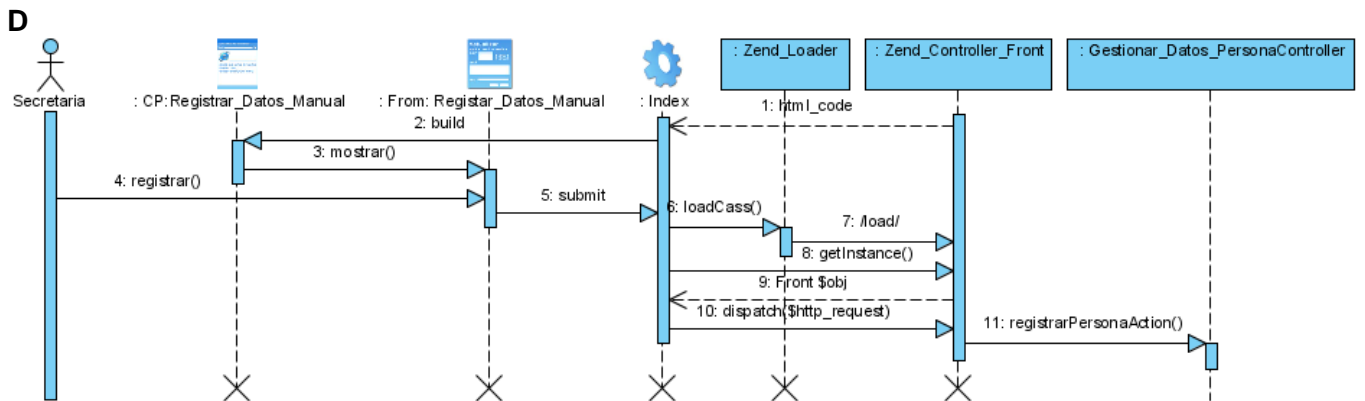 D
: Zend_Loader
: Zend_Controller_Front
: Gestionar_Datos_PersonaController
Secretaria
: CP:Registrar_Datos_Manual
: From: Registar_Datos_Manual
: Index
1: html_code
2: build
3: mostrar()
4: registrar()
5: submit
6: loadCass()
7: /load/
8: getInstance()
9: Front $obj
10: dispatch($http_request)
11: registrarPersonaAction()